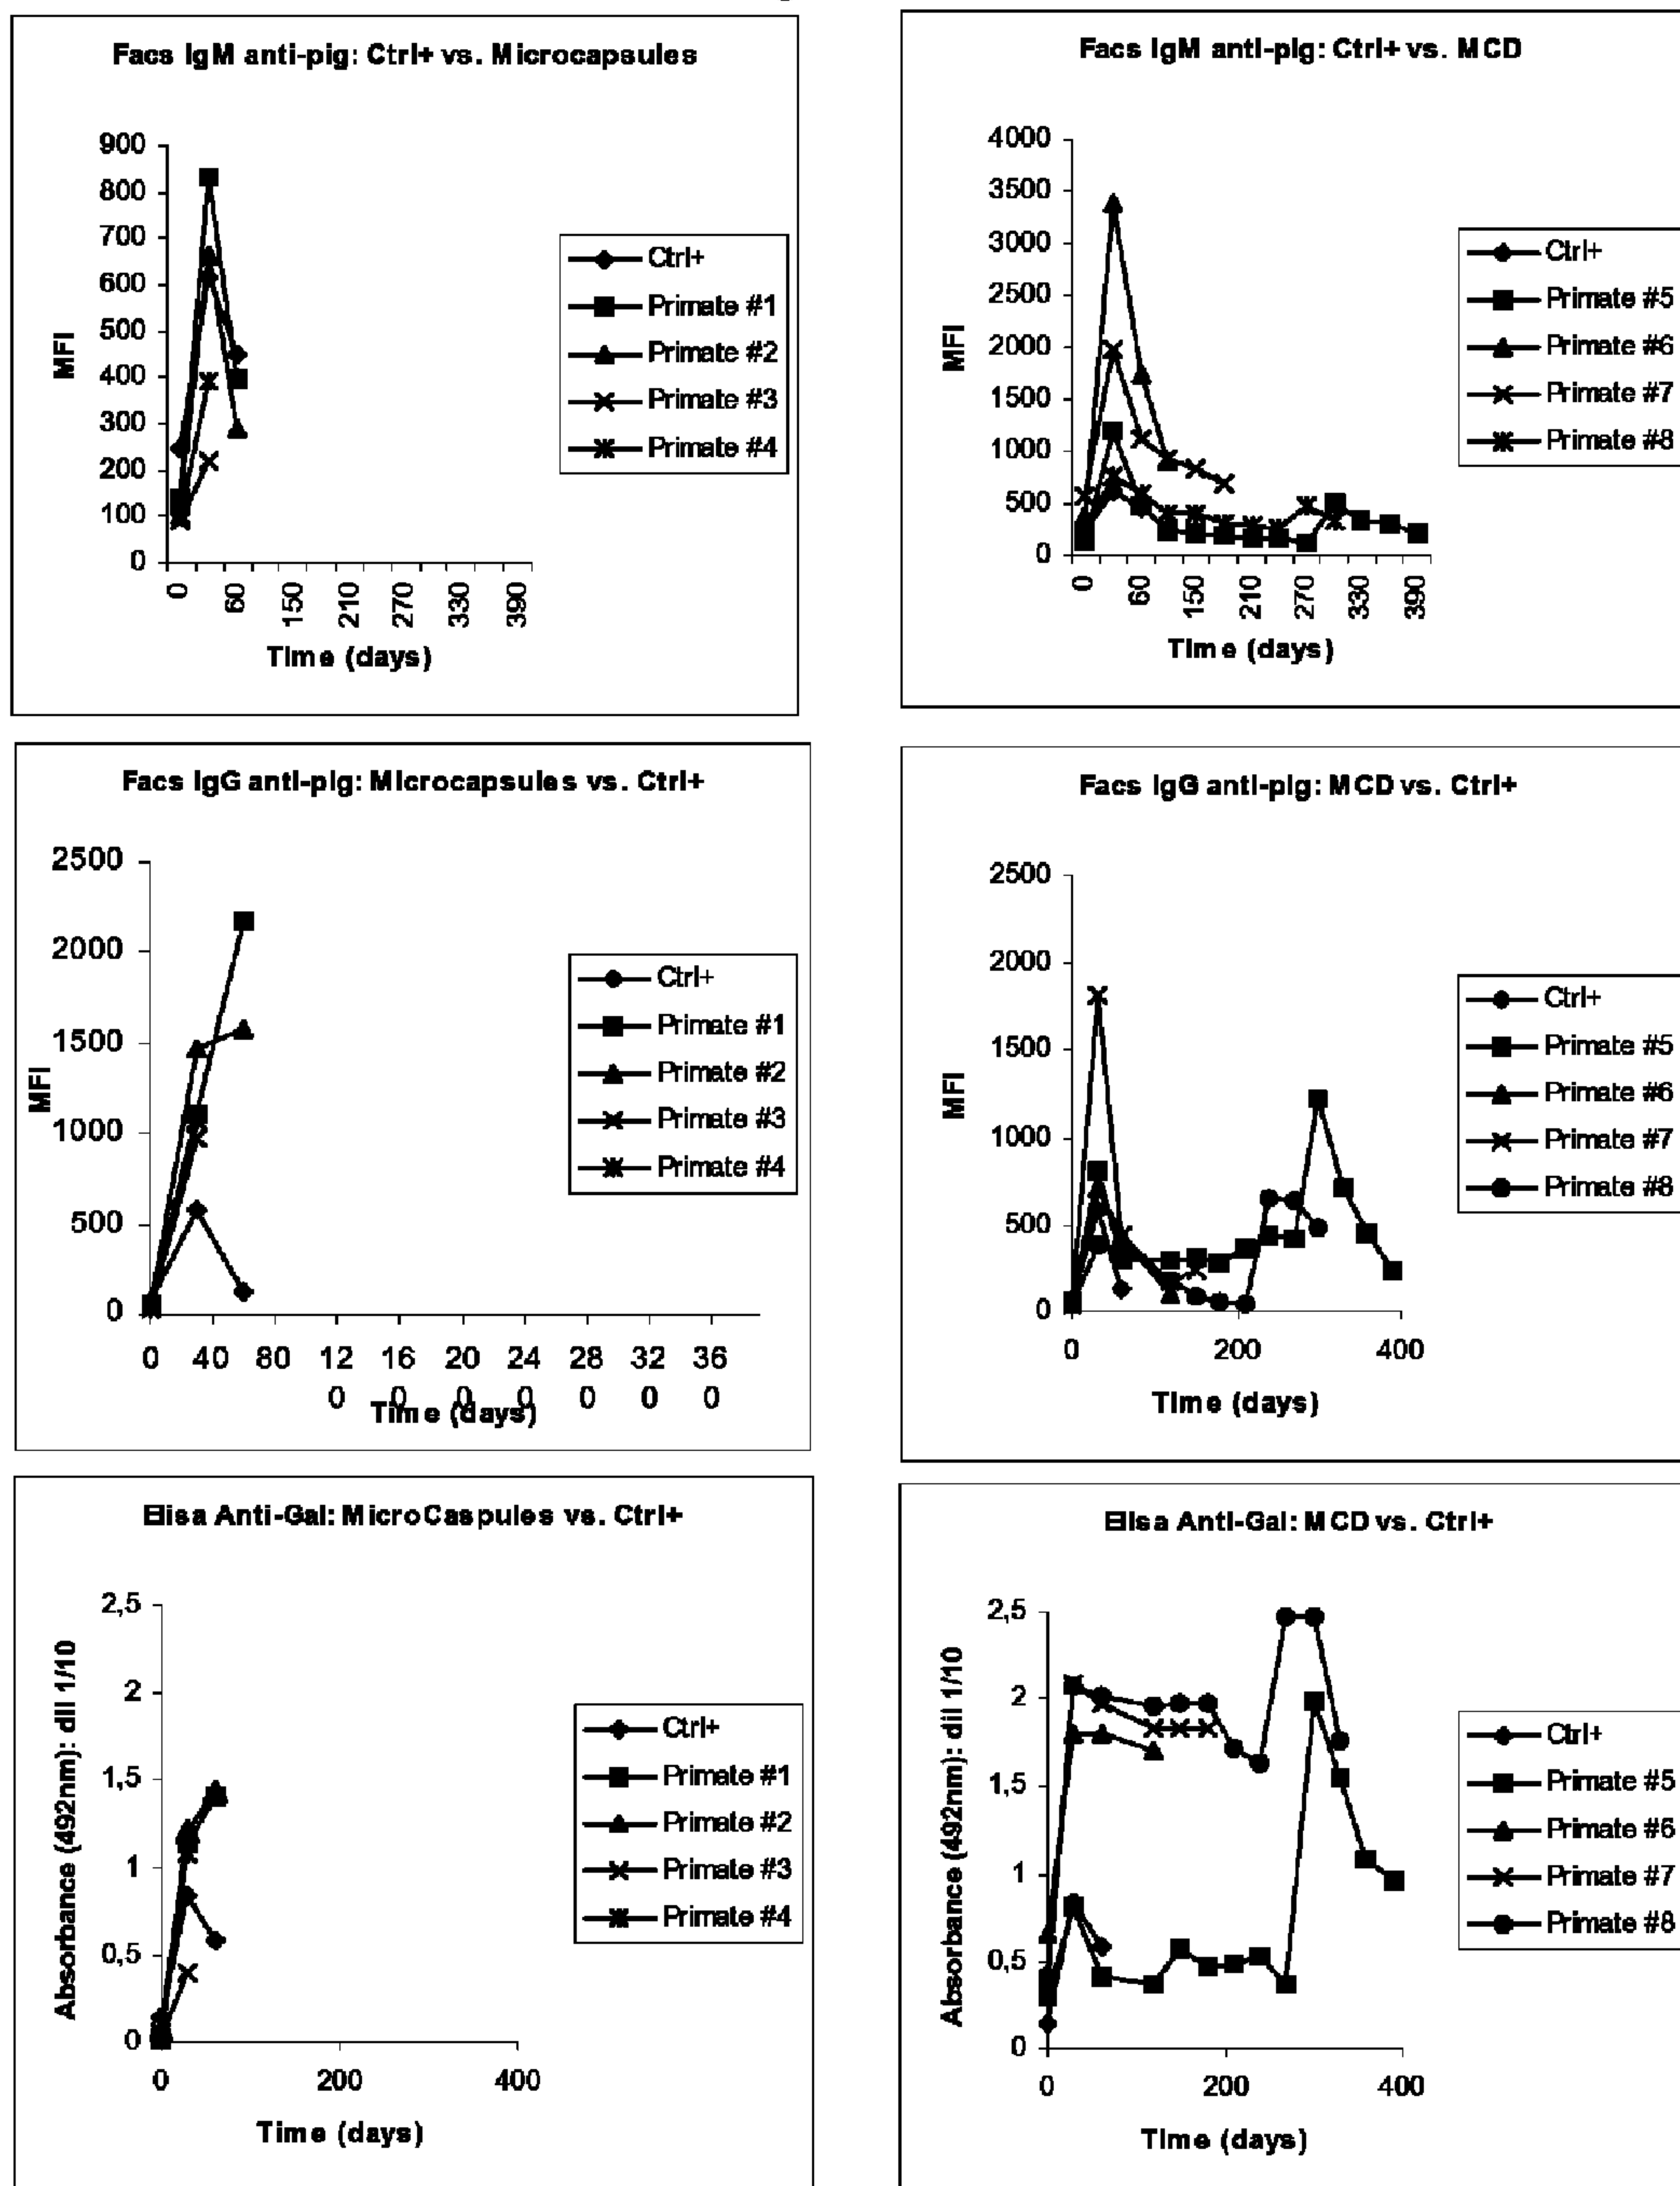 Facs IgM anti-pig: Ctrl+ vs. Microcapsules
900
800
700
600
500
400
300
200
100
0
MFI
0 60 150 210 270 330 390
Time (days)
Ctrl+
Primate #1
Primate #2
Primate #3
Primate #4
Facs IgM anti-pig: Ctrl+ vs. MCD
4000
3500
3000
2500
2000
1500
1000
500
0
MFI
0 60 150 210 270 330 390
Time (days)
Ctrl+
Primate #5
Primate #6
Primate #7
Primate #8
Facs IgG anti-pig: Microcapsules vs. Ctrl+
2500
2000
1500
1000
500
0
MFI
0 40 80 12 16 20 24 28 32 36
0 0 0 0 0 0 0
Time (days)
Ctrl+
Primate #1
Primate #2
Primate #3
Primate #4
Facs IgG anti-pig: MCD vs. Ctrl+
2500
2000
1500
1000
500
0
MFI
0 200 400
Time (days)
Ctrl+
Primate #5
Primate #6
Primate #7
Primate #8
Elisa Anti-Gal: MicroCaspules vs. Ctrl+
2,5
2
1,5
1
0,5
0
Absorbance (492nm): dil 1/10
0 200 400
Time (days)
Ctrl+
Primate #1
Primate #2
Primate #3
Primate #4
Elisa Anti-Gal: MCD vs. Ctrl+
2,5
2
1,5
1
0,5
0
Absorbance (492nm): dil 1/10
0 200 400
Time (days)
Ctrl+
Primate #5
Primate #6
Primate #7
Primate #8